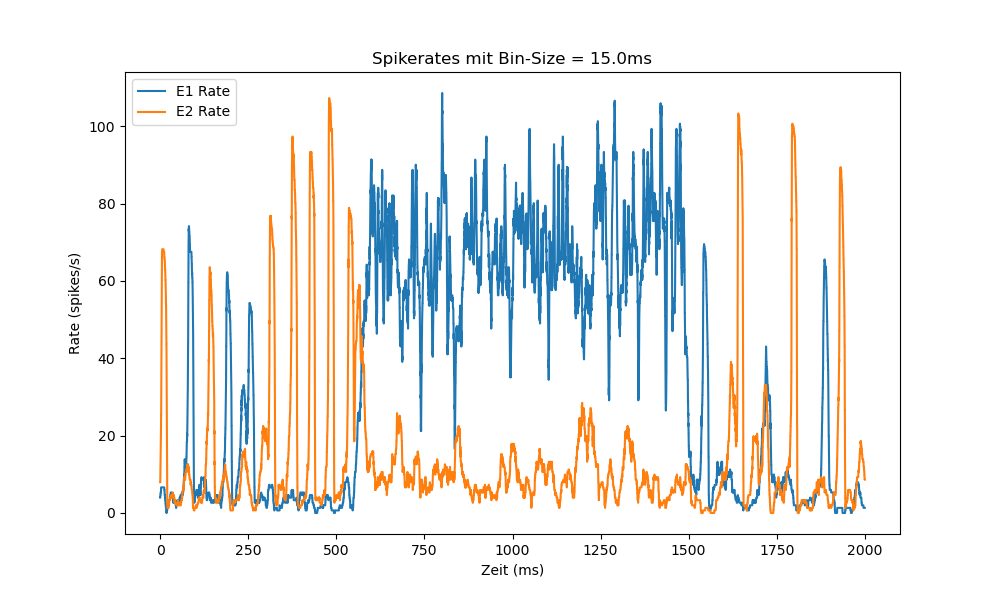 Spikerates mit Bin-Size = 15.0ms
E1 Rate
E2 Rate
Rate (spikes/s)
100
80
60
40
20
0
0 250 500 750 1000 1250 1500 1750 2000
Zeit (ms)